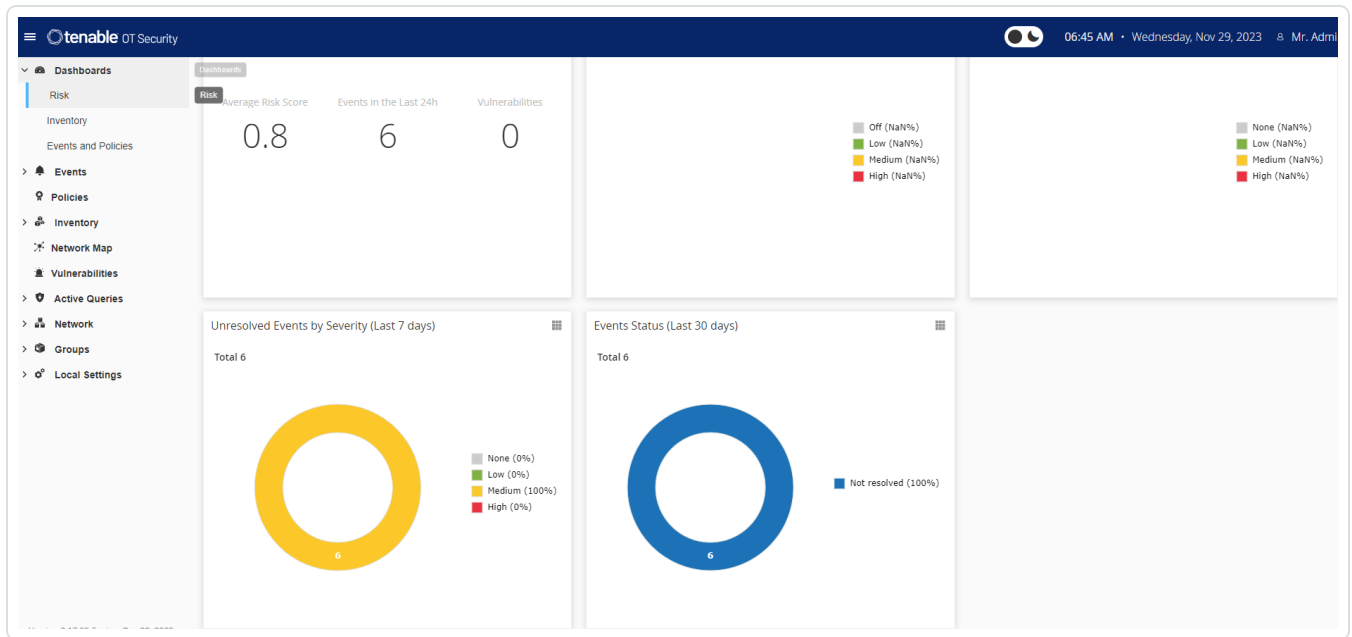 tenable OT Security
06:45 AM • Wednesday, Nov 29, 2023 Mr. Admi
Dashboards
Risk
Inventory
Events and Policies
Events
Policies
Inventory
Network Map
Vulnerabilities
Active Queries
Network
Groups
Local Settings
Dashboards
Risk
Average Risk Score
0.8
Events in the Last 24h
6
Vulnerabilities
0
Off (NaN%)
Low (NaN%)
Medium (NaN%)
High (NaN%)
None (NaN%)
Low (NaN%)
Medium (NaN%)
High (NaN%)
Unresolved Events by Severity (Last 7 days)
Total 6
6
None (0%)
Low (0%)
Medium (100%)
High (0%)
Events Status (Last 30 days)
Total 6
6
Not resolved (100%)